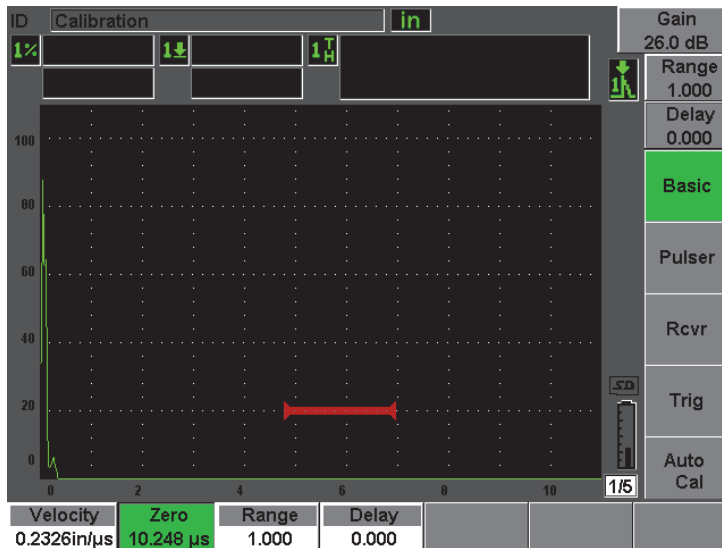 ID Calibration in
Gain
26.0 dB
1% 1 1 T H
Range
1.000
1
Delay
0.000
100
80
60
40
20
0
0 2 4 6 8 10
Basic
Pulser
Rcvr
Trig
Auto
Cal
SD
1/5
Velocity Zero Range Delay
0.2326in/µs 10.248 µs 1.000 0.000